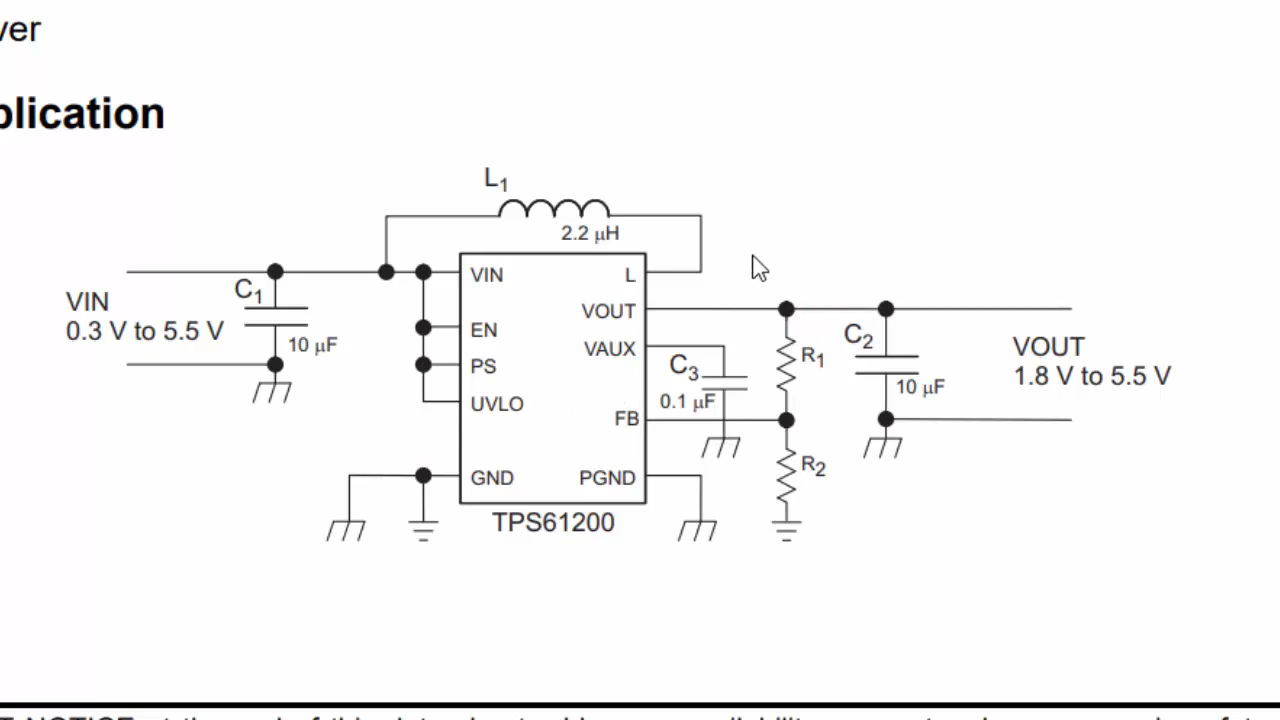 ver
plication
L1
2.2 µH
VIN
0.3 V to 5.5 V
C1
10 µF
VIN
EN
PS
UVLO
GND
L
VOUT
VAUX
FB
PGND
TPS61200
C3
0.1 µF
R1
R2
C2
10 µF
VOUT
1.8 V to 5.5 V